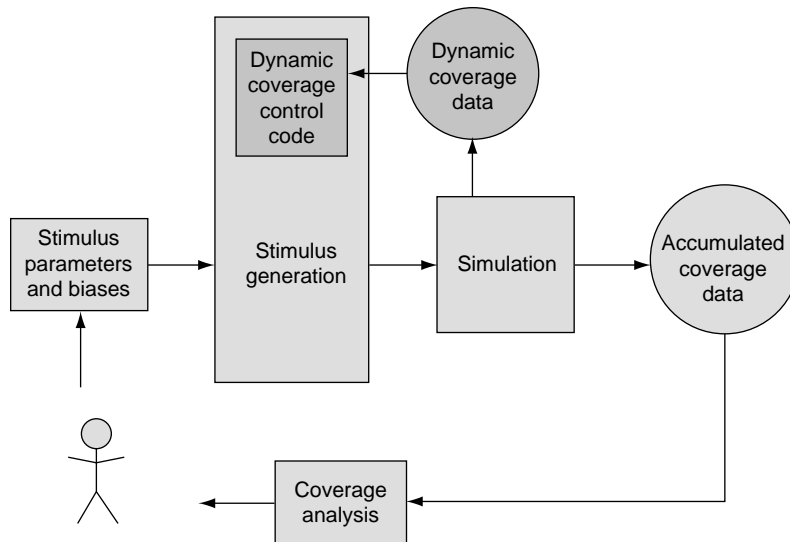 Dynamic
coverage
control
code
Dynamic
coverage
data
Stimulus
parameters
and biases
Stimulus
generation
Simulation
Accumulated
coverage
data
Coverage
analysis